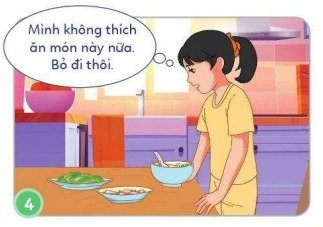 Mình không thích
ăn món này nữa.
Bỏ đi thôi.
4